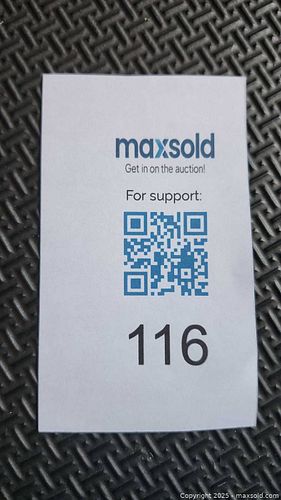 maxsold
Get in on the auction!
For support:
116
Copyright 2025 - maxsold.com